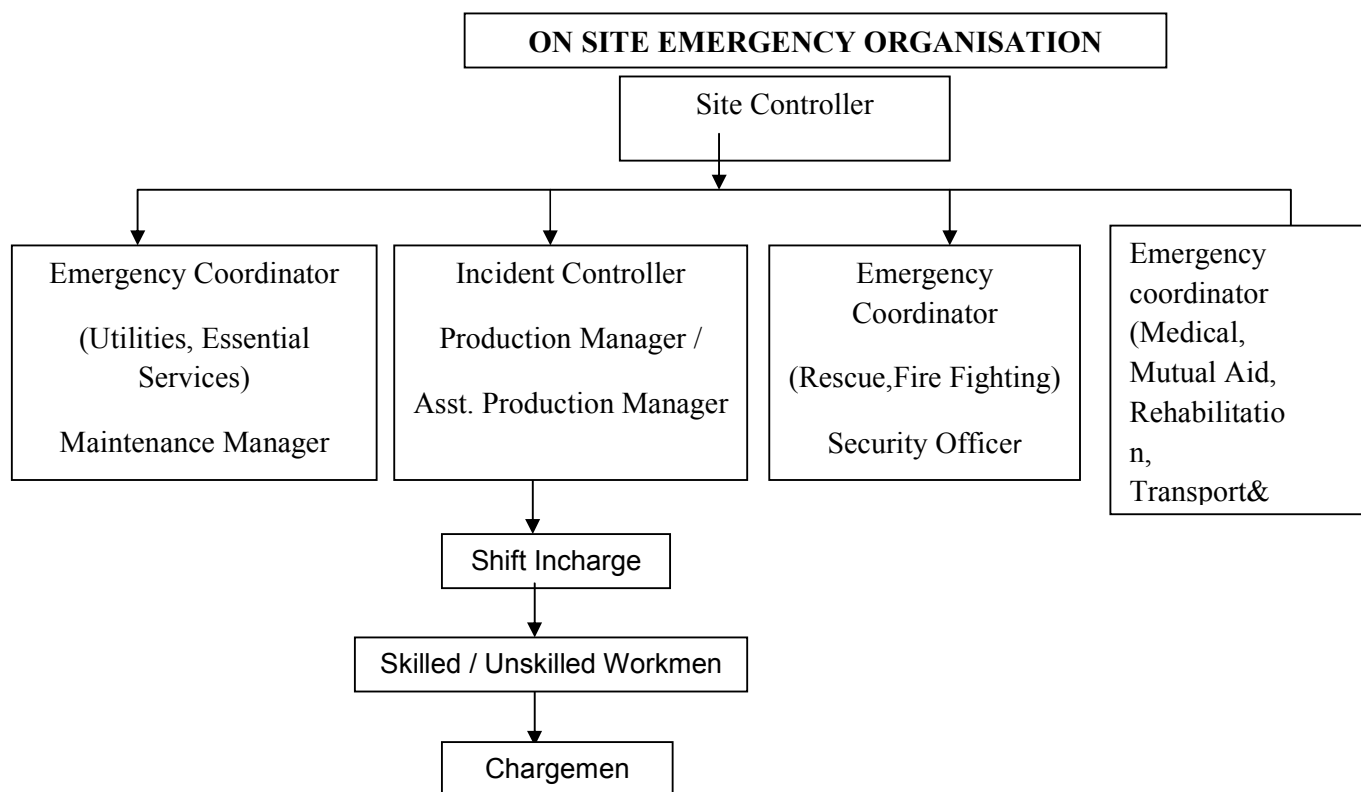 ON SITE EMERGENCY ORGANISATION
Site Controller
Emergency Coordinator
(Utilities, Essential
Services)
Maintenance Manager
Incident Controller
Production Manager /
Asst. Production Manager
Emergency
Coordinator
(Rescue,Fire Fighting)
Security Officer
Emergency
coordinator
(Medical,
Mutual Aid,
Rehabilitatio
n,
Transport&
Shift Incharge
Skilled / Unskilled Workmen
Chargemen